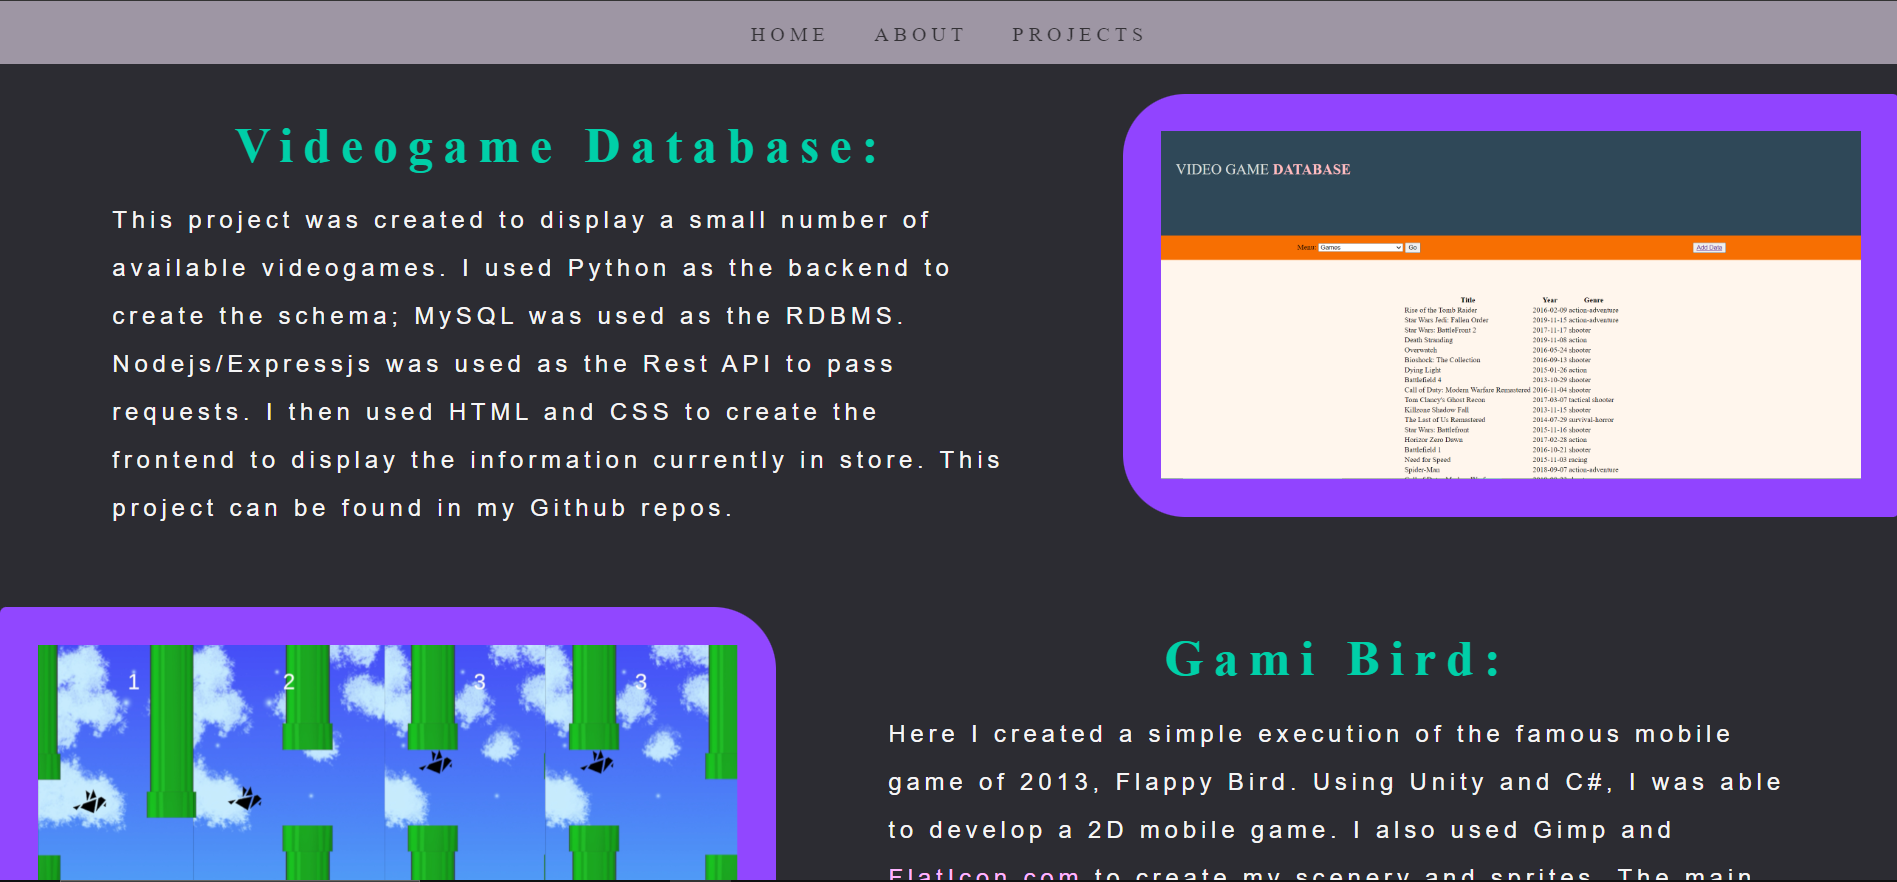 HOME ABOUT PROJECTS
Videogame Database:
This project was created to display a small number of
available videogames. I used Python as the backend to
create the schema; MySQL was used as the RDBMS.
Nodejs/Expressjs was used as the Rest API to pass
requests. I then used HTML and CSS to create the
frontend to display the information currently in store. This
project can be found in my Github repos.
VIDEO GAME DATABASE
Menu: Games Go Add Data
Title Year Genre
Rise of the Tomb Raider 2016-02-09 action-adventure
Star Wars Jedi: Fallen Order 2019-11-15 action-adventure
Star Wars: BattleFront 2 2017-11-17 shooter
Death Stranding 2019-11-08 action
Overwatch 2016-05-24 shooter
Bioshock: The Collection 2016-09-13 shooter
Dying Light 2015-01-26 action
Battlefield 4 2013-10-29 shooter
Call of Duty: Modern Warfare Remastered 2016-11-04 shooter
Tom Clancy's Ghost Recon 2017-03-07 tactical shooter
Killzone Shadow Fall 2013-11-15 shooter
The Last of Us Remastered 2014-07-29 survival-horror
Star Wars: Battlefront 2015-11-16 shooter
Horizor Zero Dawn 2017-02-28 action
Battlefield 1 2016-10-21 shooter
Need for Speed 2015-11-03 racing
Spider-Man 2018-09-07 action-adventure
1 2 3 3
Gami Bird:
Here I created a simple execution of the famous mobile
game of 2013, Flappy Bird. Using Unity and C#, I was able
to develop a 2D mobile game. I also used Gimp and
FlatIcon.com to create my scenery and sprites. The main